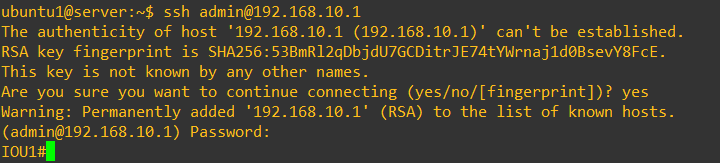 ubuntu1@server:~$ ssh admin@192.168.10.1
The authenticity of host '192.168.10.1 (192.168.10.1)' can't be established.
RSA key fingerprint is SHA256:53BmRl2qDbjdU7GCDitrJE74tYWrnaj1d0BsevY8FcE.
This key is not known by any other names.
Are you sure you want to continue connecting (yes/no/[fingerprint])? yes
Warning: Permanently added '192.168.10.1' (RSA) to the list of known hosts.
(admin@192.168.10.1) Password:
IOU1#